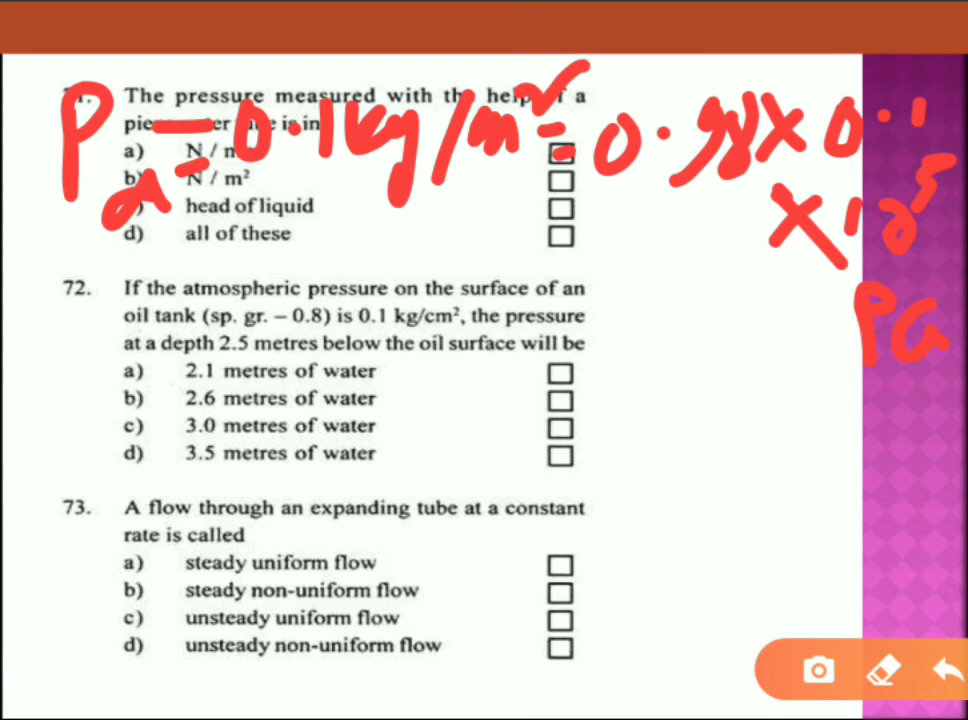 The pressure measured with the help of a
is in
a) N / m
b) N / m²
head of liquid
d) all of these
P = 0.1 kg/m² = 0.98 x 0.1
Pa
72. If the atmospheric pressure on the surface of an
oil tank (sp. gr. – 0.8) is 0.1 kg/cm², the pressure
at a depth 2.5 metres below the oil surface will be
a) 2.1 metres of water
b) 2.6 metres of water
c) 3.0 metres of water
d) 3.5 metres of water
73. A flow through an expanding tube at a constant
rate is called
a) steady uniform flow
b) steady non-uniform flow
c) unsteady uniform flow
d) unsteady non-uniform flow